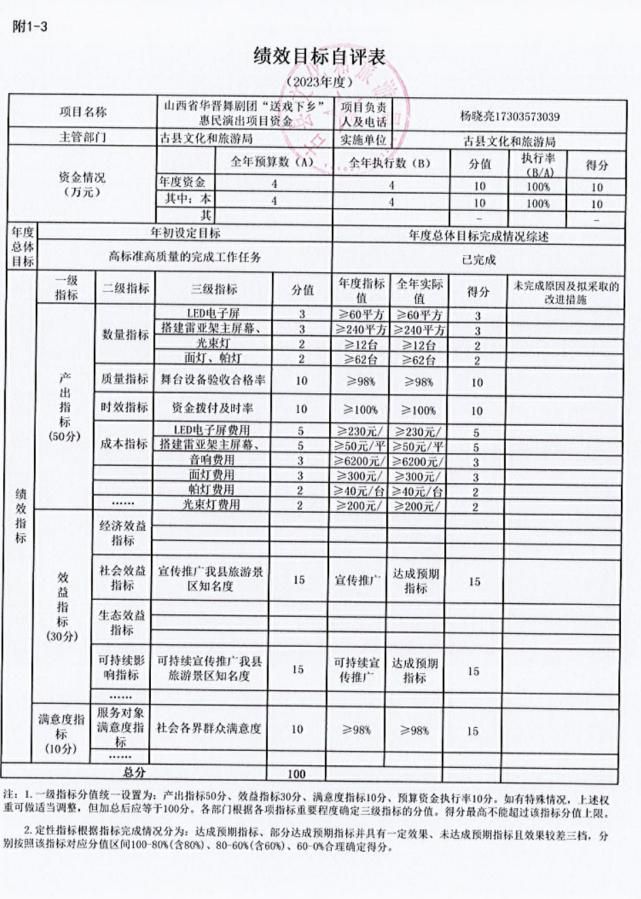 附1-3
绩效目标自评表
（2023年度）
项目名称 山西省华晋舞剧团“送戏下乡”惠民演出项目资金 项目负责人及电话 杨晓亮17303573039
主管部门 古县文化和旅游局 实施单位 古县文化和旅游局
资金情况（万元） 全年预算数（A） 全年执行数（B） 分值 执行率（B/A） 得分
年度资金 4 4 10 100% 10
其中：本 4 4 10 100% 10
其 - -
年度总体目标 年初设定目标 年度总体目标完成情况综述
高标准高质量的完成工作任务 已完成
绩效指标 一级指标 二级指标 三级指标 分值 年度指标值 全年实际值 得分 未完成原因及拟采取的改进措施
产出指标（50分） 数量指标 LED电子屏 3 ≥60平方 ≥60平方 3
搭建雷亚架主屏幕、 3 ≥240平方 ≥240平方 3
光束灯 2 ≥12台 ≥12台 2
面灯、帕灯 2 ≥62台 ≥62台 2
质量指标 舞台设备验收合格率 10 ≥98% ≥98% 10
时效指标 资金拨付及时率 10 ≥100% ≥100% 10
成本指标 LED电子屏费用 5 ≥230元/ ≥230元/ 5
搭建雷亚架主屏幕、 5 ≥50元/平 ≥50元/平 5
音响费用 3 ≥6200元/ ≥6200元/ 3
面灯费用 3 ≥300元/ ≥300元/ 3
帕灯费用 2 ≥40元/台 ≥40元/台 2
…… 光束灯费用 2 ≥200元/ ≥200元/ 2
效益指标（30分） 经济效益指标
社会效益指标 宣传推广我县旅游景区知名度 15 宣传推广 达成预期指标 15
生态效益指标
可持续影响指标 可持续宣传推广我县旅游景区知名度 15 可持续宣传推广 达成预期指标 15
……
满意度指标（10分） 服务对象满意度指标 社会各界群众满意度 10 ≥98% ≥98% 15
……
总分 100
注：1.一级指标分值统一设置为：产出指标50分、效益指标30分、满意度指标10分、预算资金执行率10分。如有特殊情况，上述权
重可做适当调整，但加总后应等于100分。各部门根据各项指标重要程度确定三级指标的分值。得分最高不能超过该指标分值上限。
2.定性指标根据指标完成情况分为：达成预期指标、部分达成预期指标并具有一定效果、未达成预期指标且效果较差三档，分
别按照该指标对应分值区间100-80%(含80%)、80-60%(含60%)、60-0%合理确定得分。